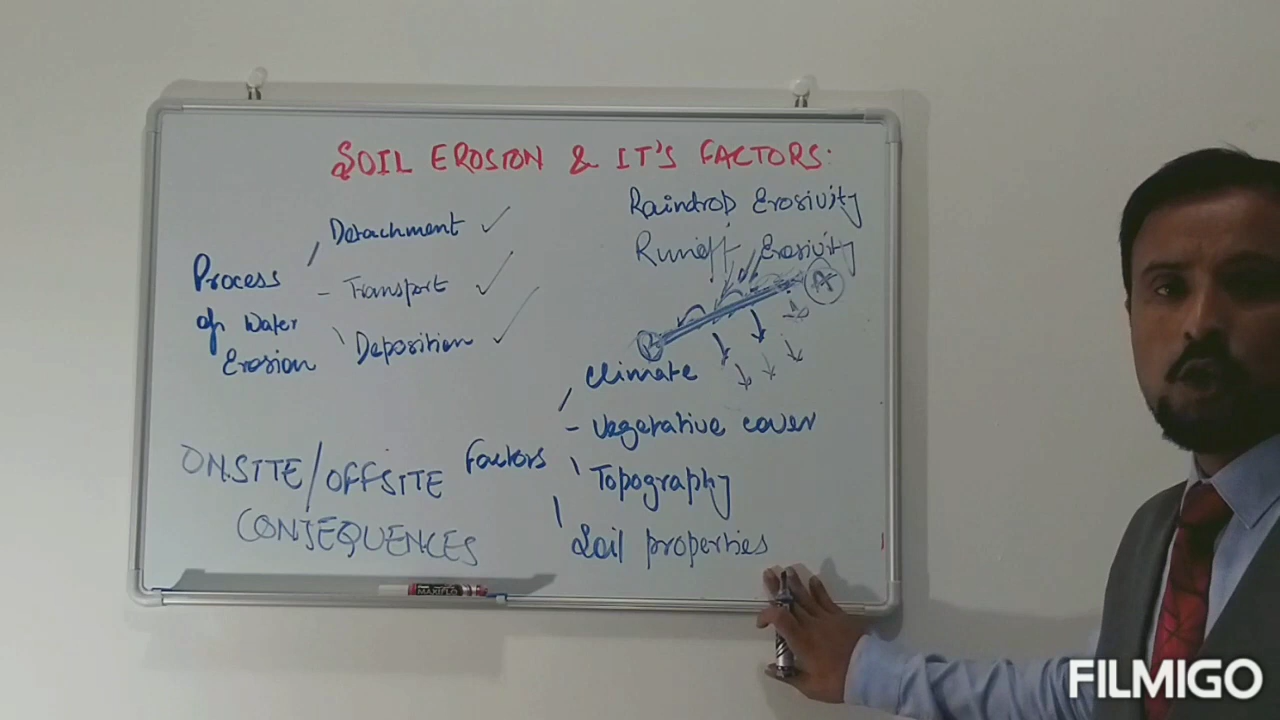 SOIL EROSION & IT'S FACTORS:
Raindrop Erosivity
Runoff Erosivity
Process of Water Erosion
Detachment ✓
- Transport ✓
Deposition ✓
A
Factors
Climate
- Vegetative cover
Topography
Soil properties
ONSITE/OFFSITE
CONSEQUENCES
MAXIFLO
FILMIGO